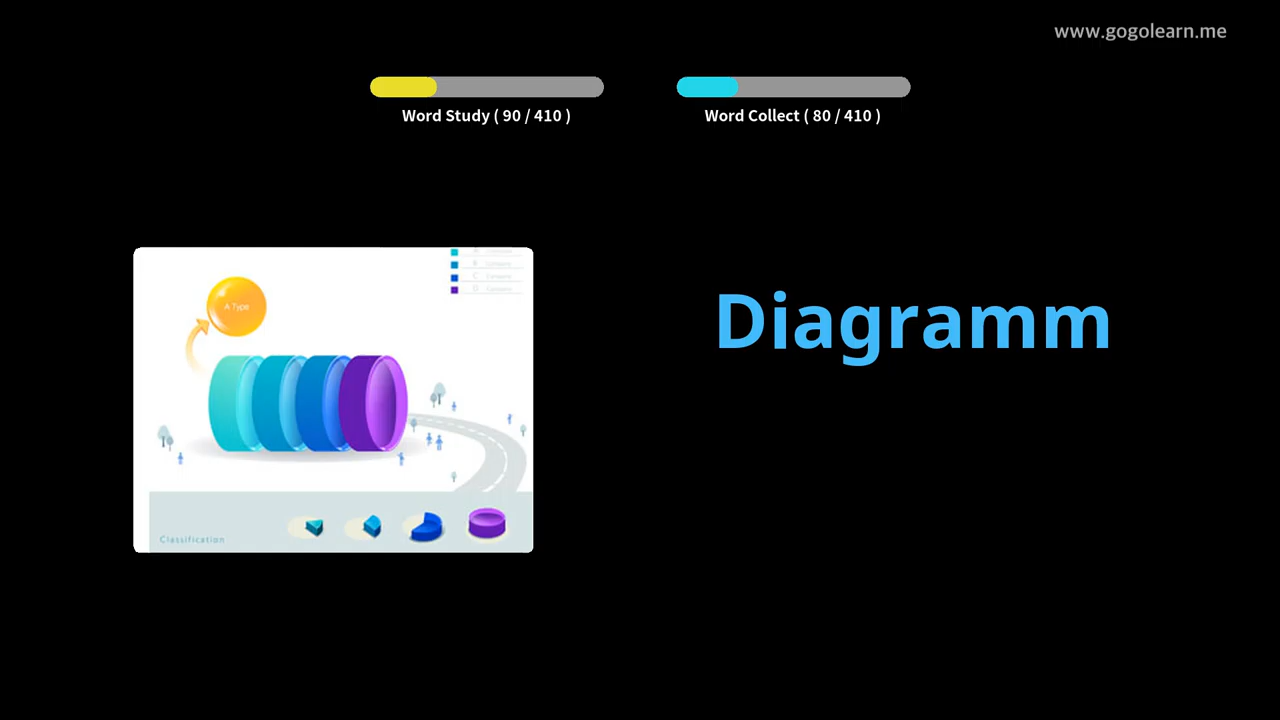 www.gogolearn.me
Word Study ( 90 / 410 )
Word Collect ( 80 / 410 )
Diagramm
A Type
B
C
D
Classification